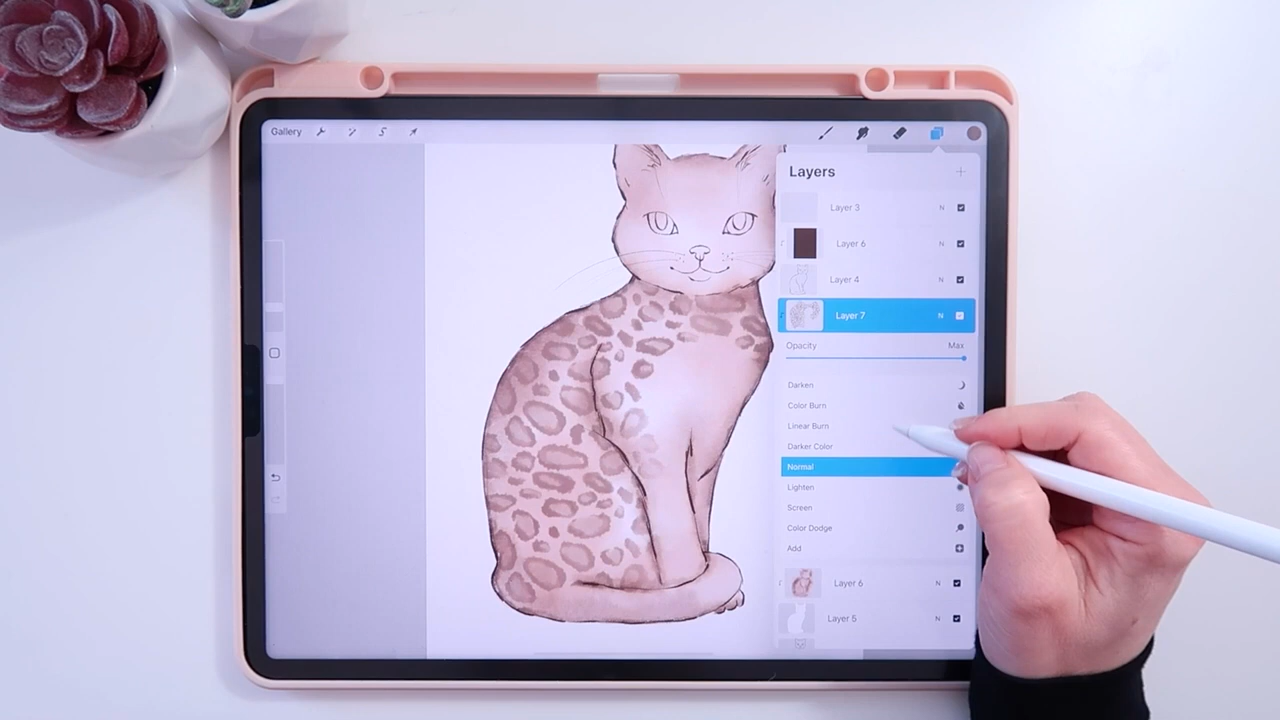 Gallery
Layers
Layer 3 N
Layer 6 N
Layer 4 N
Layer 7 N
Opacity Max
Darken
Color Burn
Linear Burn
Darker Color
Normal
Lighten
Screen
Color Dodge
Add
Layer 6 N
Layer 5 N